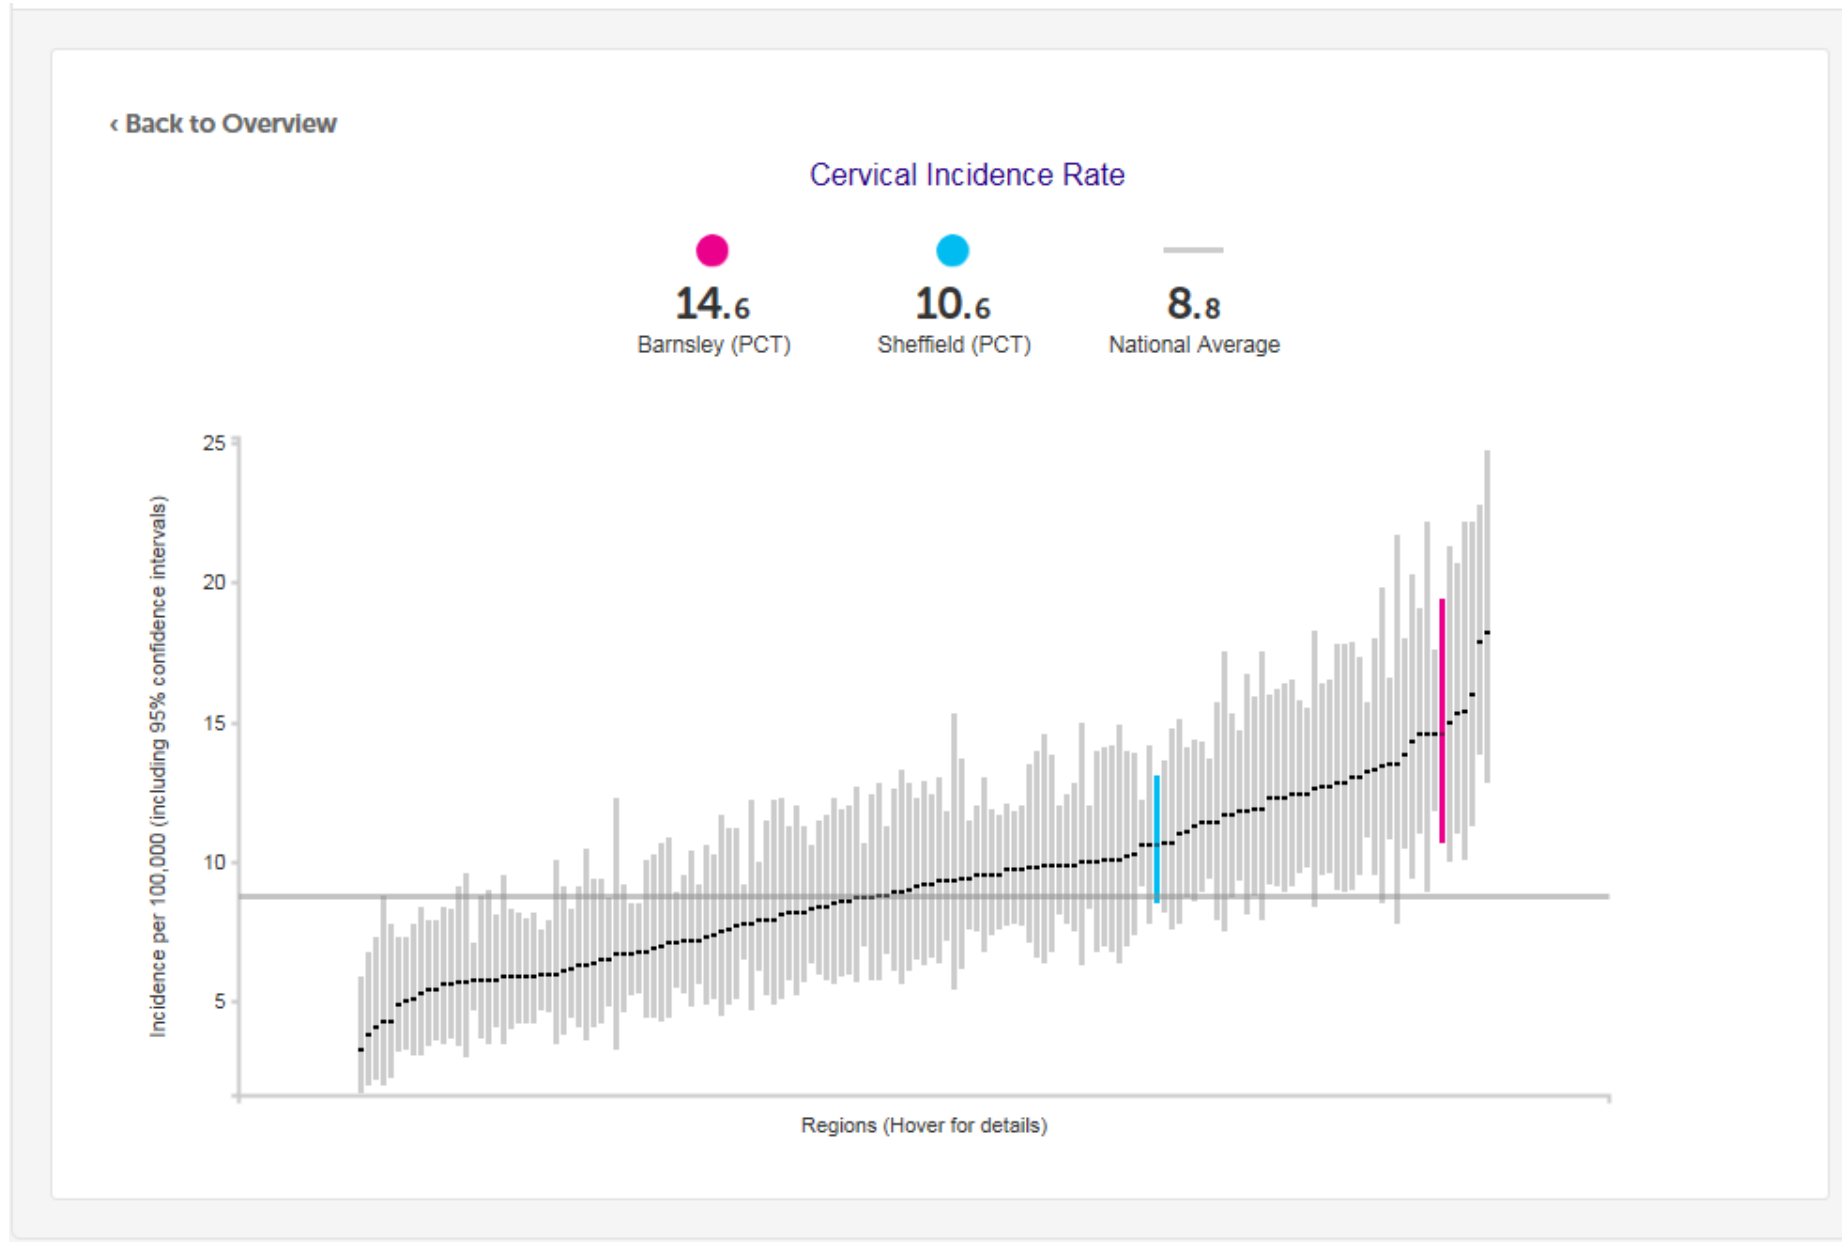 ‹ Back to Overview
Cervical Incidence Rate
14.6 10.6 8.8
Barnsley (PCT) Sheffield (PCT) National Average
25
20
15
10
5
Incidence per 100,000 (including 95% confidence intervals)
Regions (Hover for details)